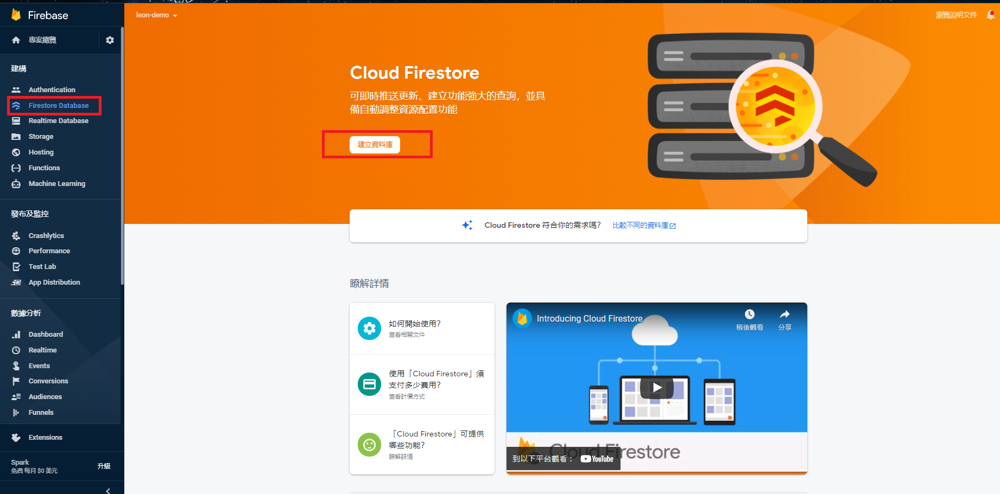 Firebase
leon-demo
瀏覽說明文件
專案總覽
建構
Authentication
Firestore Database
Realtime Database
Storage
Hosting
Functions
Machine Learning
發布及監控
Crashlytics
Performance
Test Lab
App Distribution
數據分析
Dashboard
Realtime
Events
Conversions
Audiences
Funnels
Extensions
Spark
免費 每月 $0 美元
升級
Cloud Firestore
可即時推送更新、建立功能強大的查詢，並具
備自動調整資源配置功能
建立資料庫
Cloud Firestore 符合你的需求嗎？
比較不同的資料庫
瞭解詳情
如何開始使用？
查看相關文件
使用「Cloud Firestore」須
支付多少費用？
查看計價方式
「Cloud Firestore」可提供
哪些功能？
瞭解詳情
Introducing Cloud Firestore
稍後觀看
分享
Cloud Firestore
到以下平台觀看：
YouTube